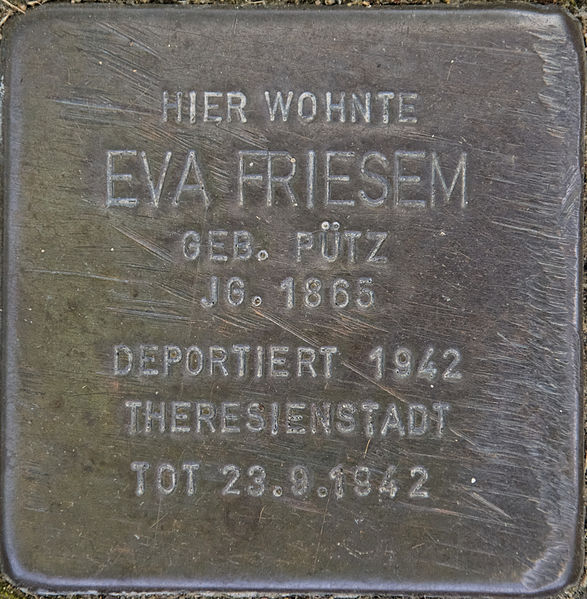 HIER WOHNTE
EVA FRIESEM
GEB. PÜTZ
JG. 1865
DEPORTIERT 1942
THERESIENSTADT
TOT 23.9.1942